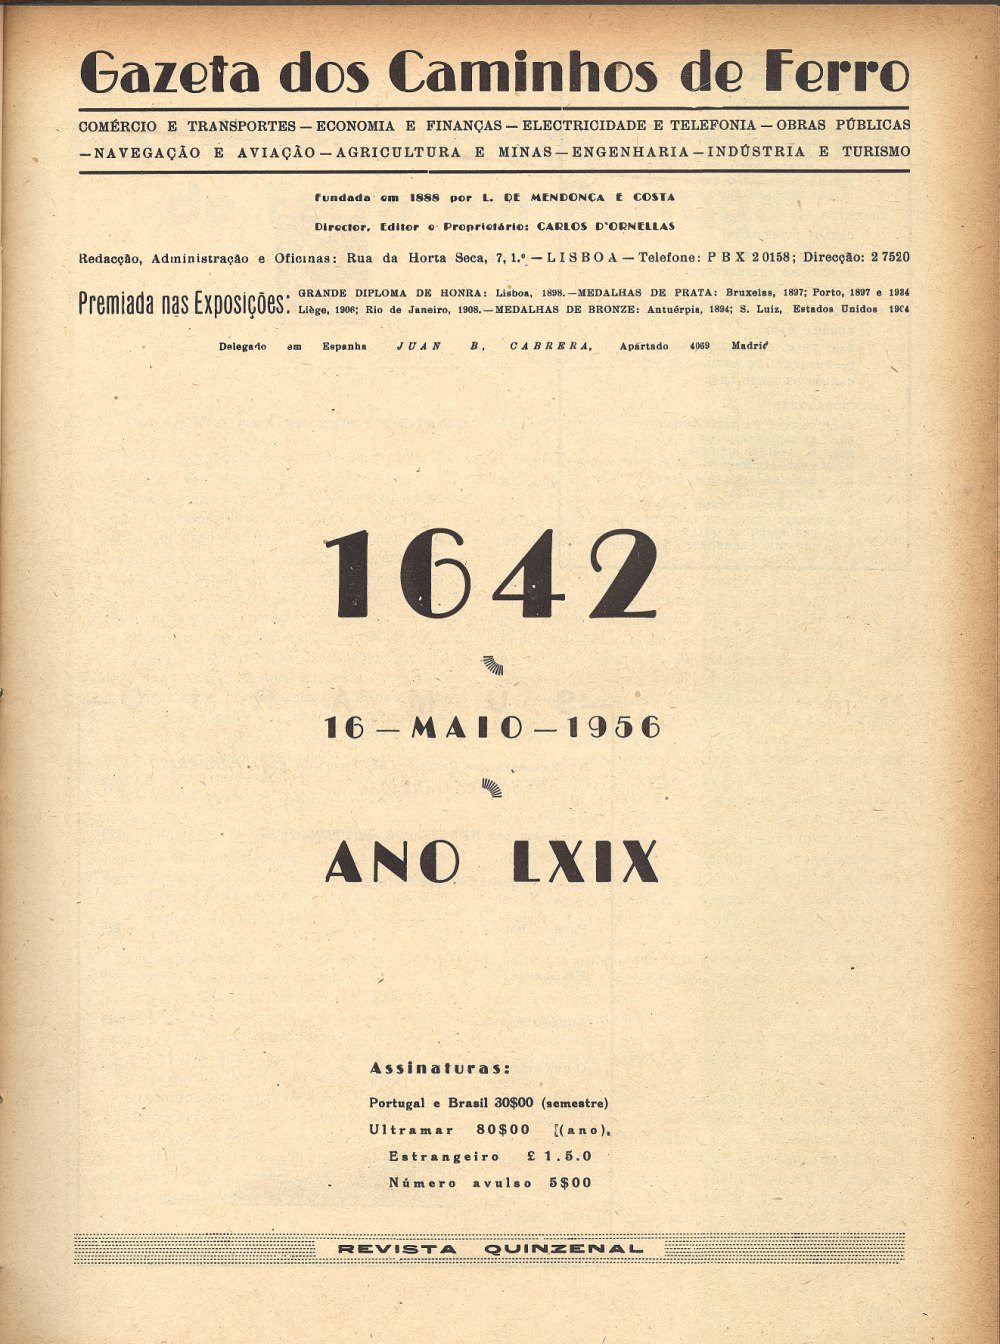 Gazeta dos Caminhos de Ferro
COMÉRCIO E TRANSPORTES — ECONOMIA E FINANÇAS — ELECTRICIDADE E TELEFONIA — OBRAS PÚBLICAS
— NAVEGAÇÃO E AVIAÇÃO — AGRICULTURA E MINAS — ENGENHARIA — INDÚSTRIA E TURISMO
Fundada em 1888 por L. DE MENDONÇA E COSTA
Director, Editor e Proprietário: CARLOS D'ORNELLAS
Redacção, Administração e Oficinas: Rua da Horta Seca, 7, 1.º — LISBOA — Telefone: PBX 20158; Direcção: 27520
Premiada nas Exposições:
GRANDE DIPLOMA DE HONRA: Lisboa, 1898. — MEDALHAS DE PRATA: Bruxelas, 1897; Porto, 1897 e 1934
Liège, 1906; Rio de Janeiro, 1908. — MEDALHAS DE BRONZE: Antuérpia, 1894; S. Luiz, Estados Unidos 1904
Delegado em Espanha JUAN B. CABRERA, Apartado 4069 Madrid
1642
16 — MAIO — 1956
ANO LXIX
Assinaturas:
Portugal e Brasil 30$00 (semestre)
Ultramar 80$00 [(ano).
Estrangeiro £ 1.5.0
Número avulso 5$00
REVISTA QUINZENAL